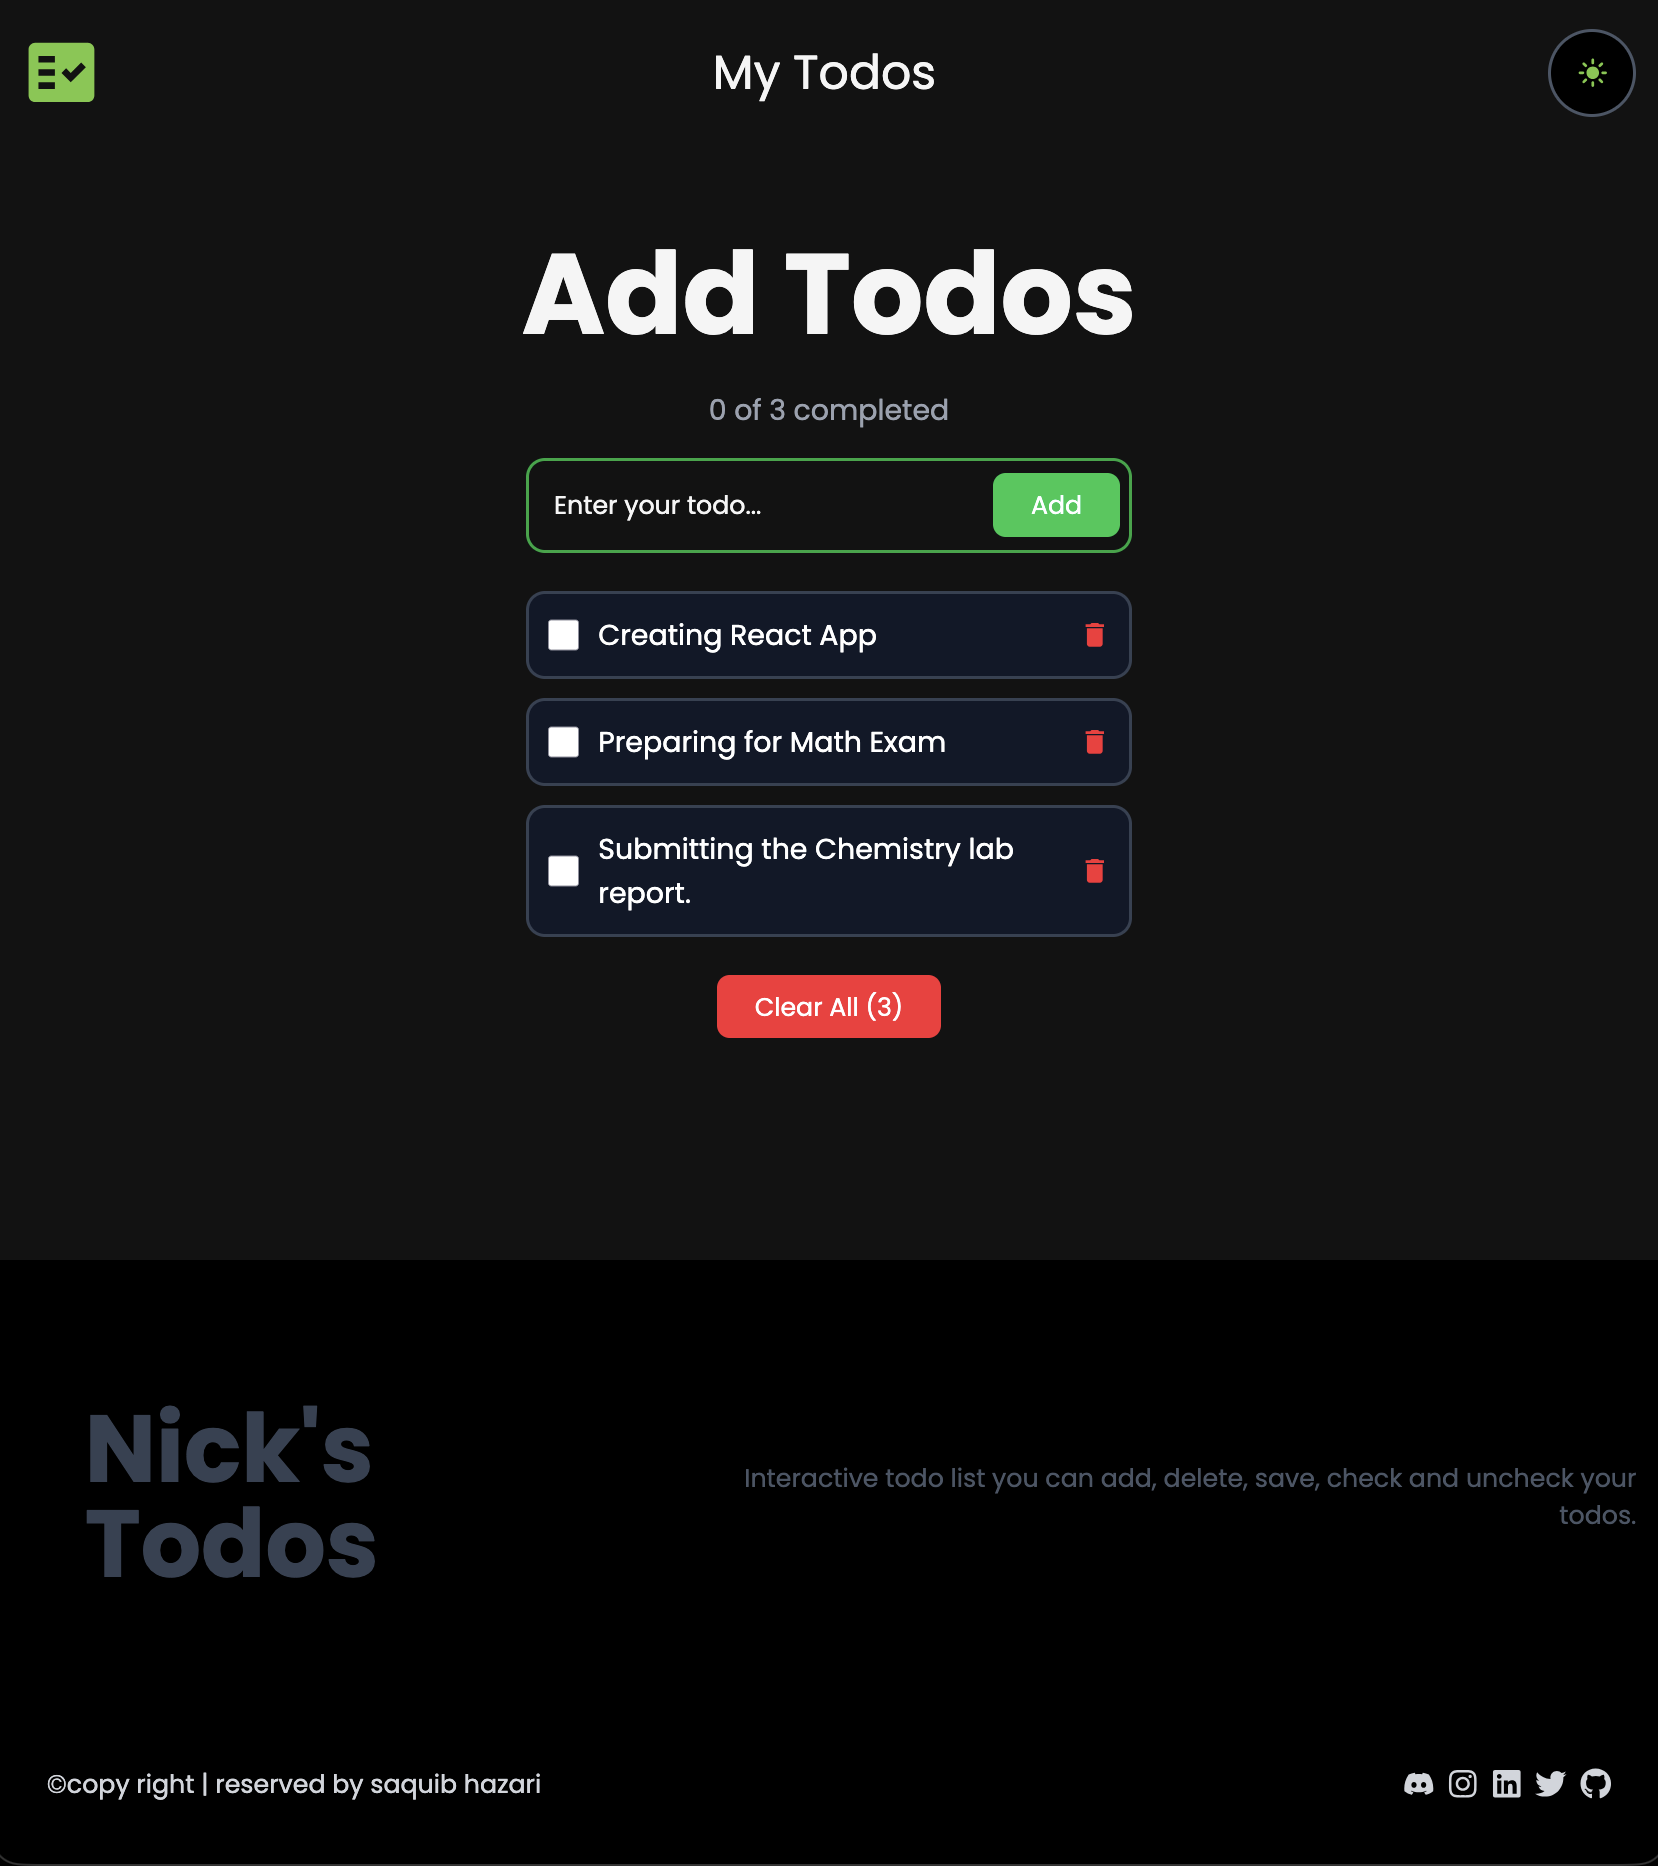 My Todos
Add Todos
0 of 3 completed
Enter your todo...
Add
Creating React App
Preparing for Math Exam
Submitting the Chemistry lab
report.
Clear All (3)
Nick's
Todos
Interactive todo list you can add, delete, save, check and uncheck your
todos.
©copy right | reserved by saquib hazari